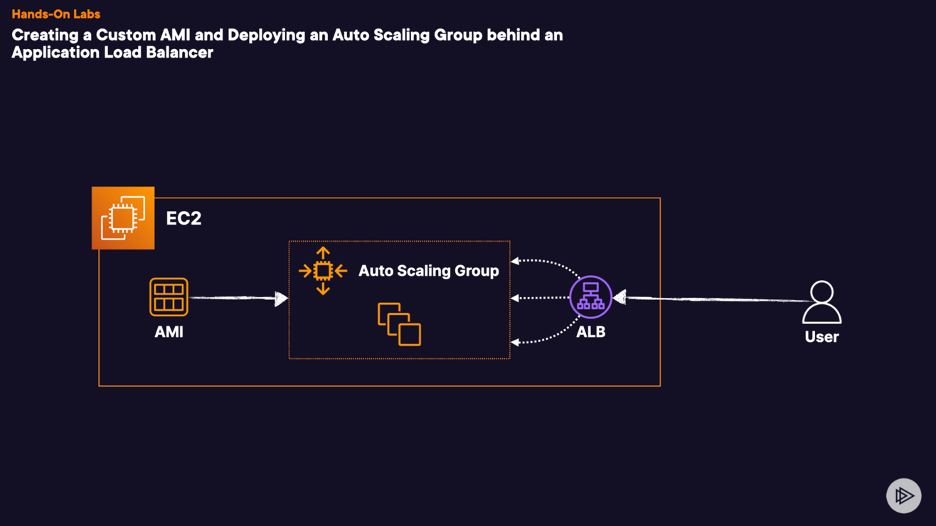 Hands-On Labs
Creating a Custom AMI and Deploying an Auto Scaling Group behind an
Application Load Balancer
EC2
Auto Scaling Group
AMI
ALB
User